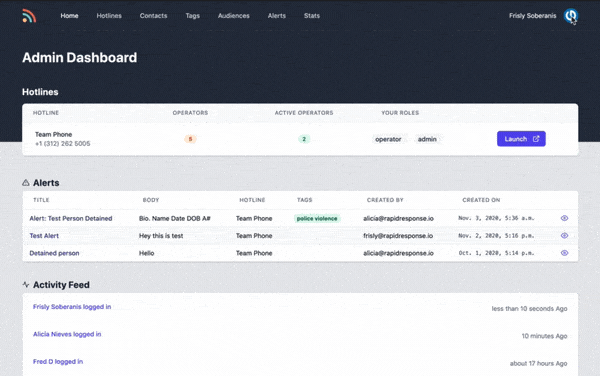 Home Hotlines Contacts Tags Audiences Alerts Stats Frisly Soberanis
Admin Dashboard
Hotlines
HOTLINE OPERATORS ACTIVE OPERATORS YOUR ROLES
Team Phone
+1 (312) 262 5005
5 2 operator admin Launch
Alerts
TITLE BODY HOTLINE TAGS CREATED BY CREATED ON
Alert: Test Person Detained Bio. Name Date DOB A# Team Phone police violence alicia@rapidresponse.io Nov. 3, 2020, 5:36 a.m.
Test Alert Hey this is test Team Phone frisly@rapidresponse.io Nov. 2, 2020, 5:16 p.m.
Detained person Hello Team Phone alicia@rapidresponse.io Oct. 1, 2020, 5:14 p.m.
Activity Feed
Frisly Soberanis logged in less than 10 seconds Ago
Alicia Nieves logged in 10 minutes Ago
Fred D logged in about 17 hours Ago